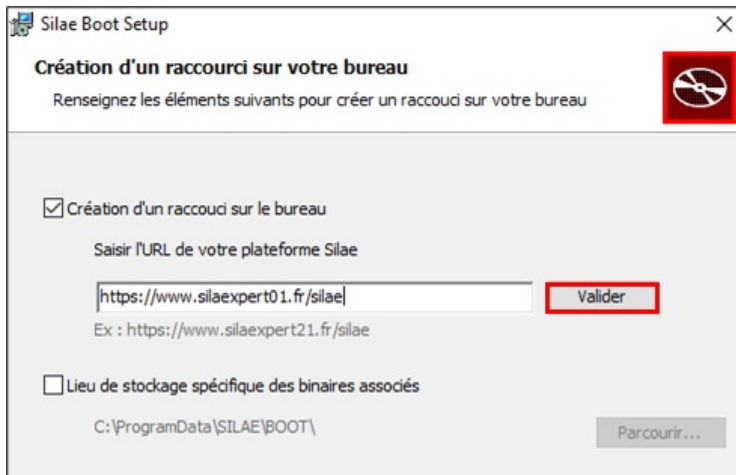 Silae Boot Setup
Création d'un raccourci sur votre bureau
Renseignez les éléments suivants pour créer un raccouci sur votre bureau
Création d'un raccouci sur le bureau
Saisir l'URL de votre plateforme Silae
https://www.silaexpert01.fr/silae
Valider
Ex : https://www.silaexpert21.fr/silae
Lieu de stockage spécifique des binaires associés
C:\ProgramData\SILAE\BOOT\
Parcourir...